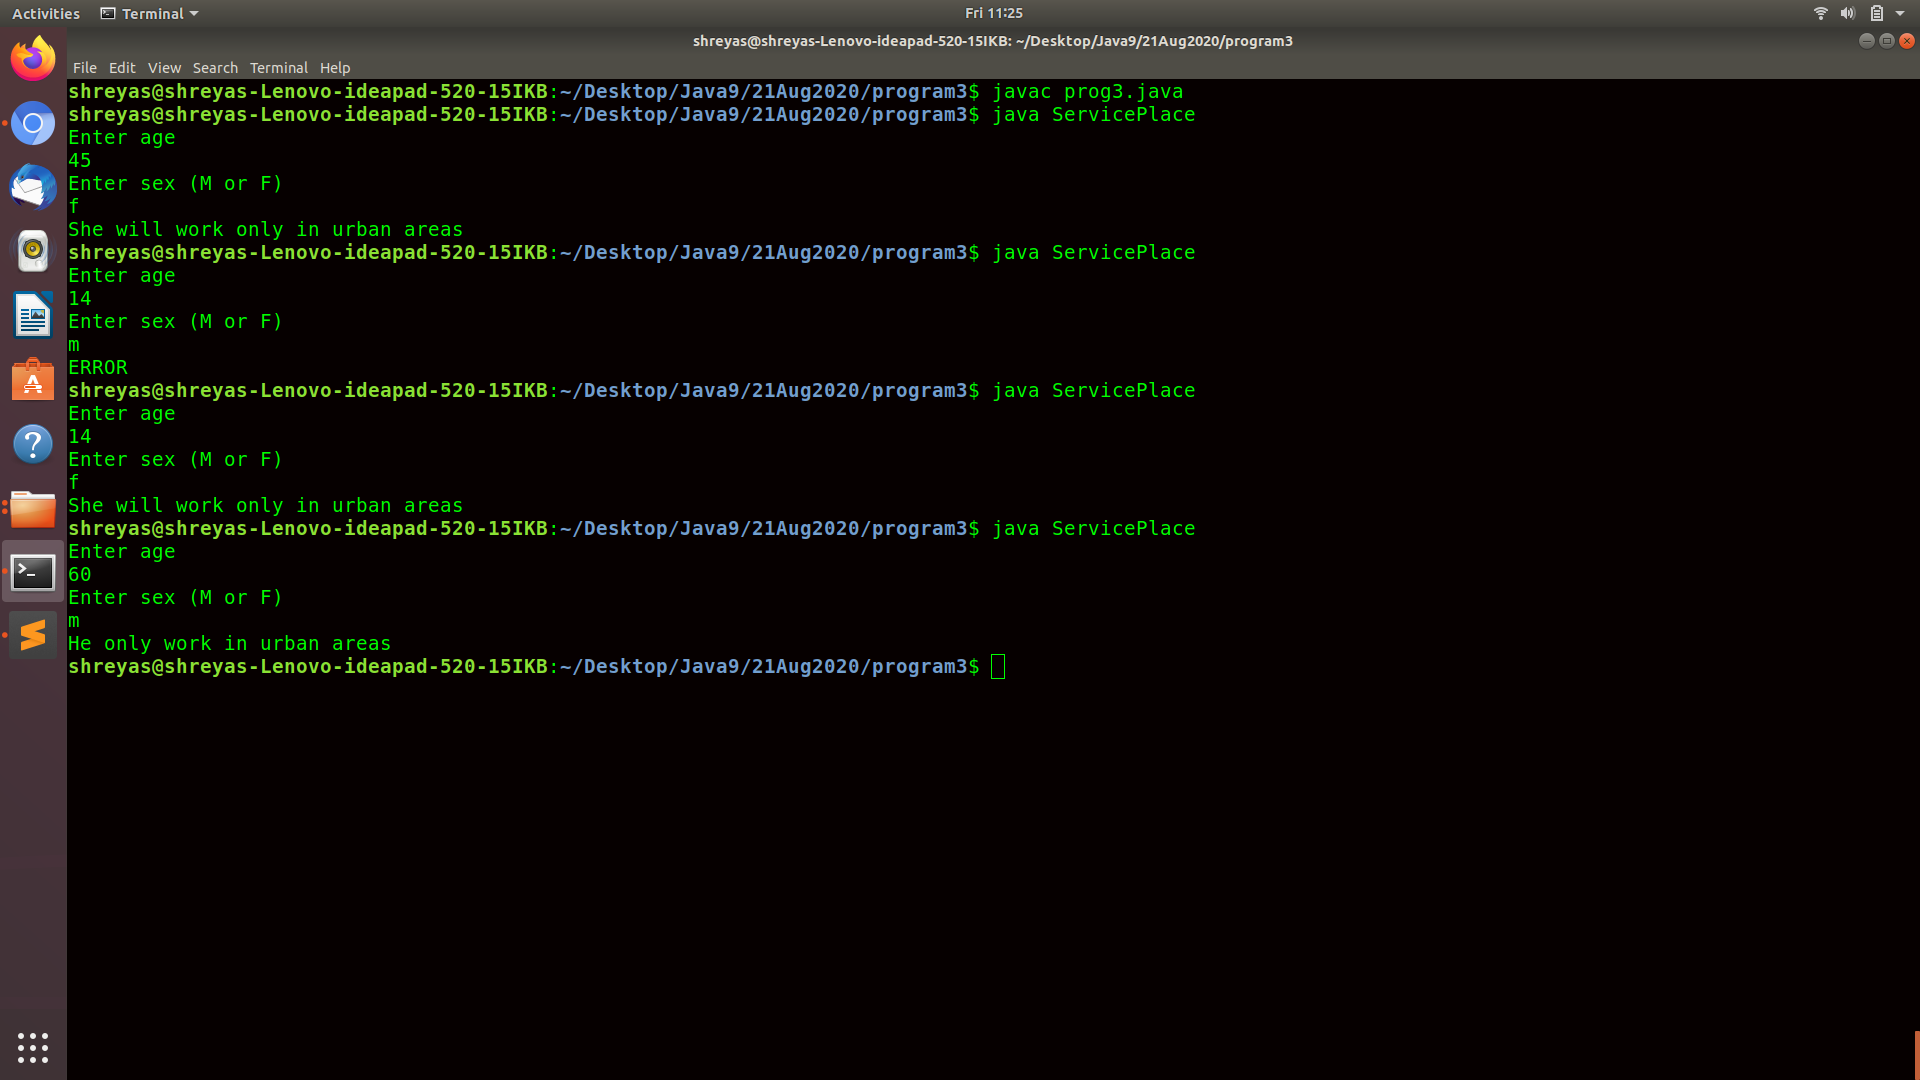 Activities
Terminal
Fri 11:25
shreyas@shreyas-Lenovo-ideapad-520-15IKB: ~/Desktop/Java9/21Aug2020/program3
File Edit View Search Terminal Help
shreyas@shreyas-Lenovo-ideapad-520-15IKB:~/Desktop/Java9/21Aug2020/program3$ javac prog3.java
shreyas@shreyas-Lenovo-ideapad-520-15IKB:~/Desktop/Java9/21Aug2020/program3$ java ServicePlace
Enter age
45
Enter sex (M or F)
f
She will work only in urban areas
shreyas@shreyas-Lenovo-ideapad-520-15IKB:~/Desktop/Java9/21Aug2020/program3$ java ServicePlace
Enter age
14
Enter sex (M or F)
m
ERROR
shreyas@shreyas-Lenovo-ideapad-520-15IKB:~/Desktop/Java9/21Aug2020/program3$ java ServicePlace
Enter age
14
Enter sex (M or F)
f
She will work only in urban areas
shreyas@shreyas-Lenovo-ideapad-520-15IKB:~/Desktop/Java9/21Aug2020/program3$ java ServicePlace
Enter age
60
Enter sex (M or F)
m
He only work in urban areas
shreyas@shreyas-Lenovo-ideapad-520-15IKB:~/Desktop/Java9/21Aug2020/program3$